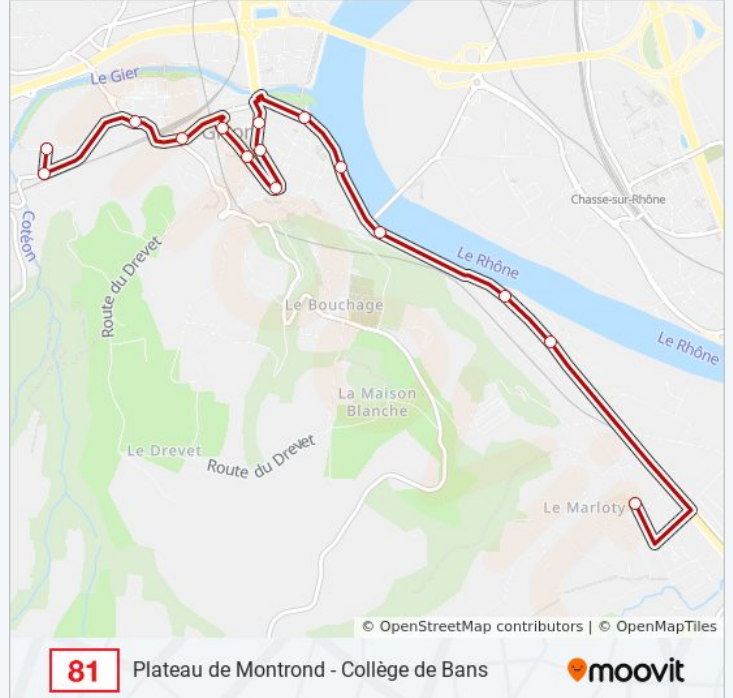 Le Gier
Givors
Chasse-sur-Rhône
Cotéon
Route du Drevet
Le Rhône
Le Bouchage
Le Rhône
La Maison
Blanche
Le Drevet
Route du Drevet
Le Marloty
© OpenStreetMap contributors | © OpenMapTiles
81 Plateau de Montrond - Collège de Bans moovit